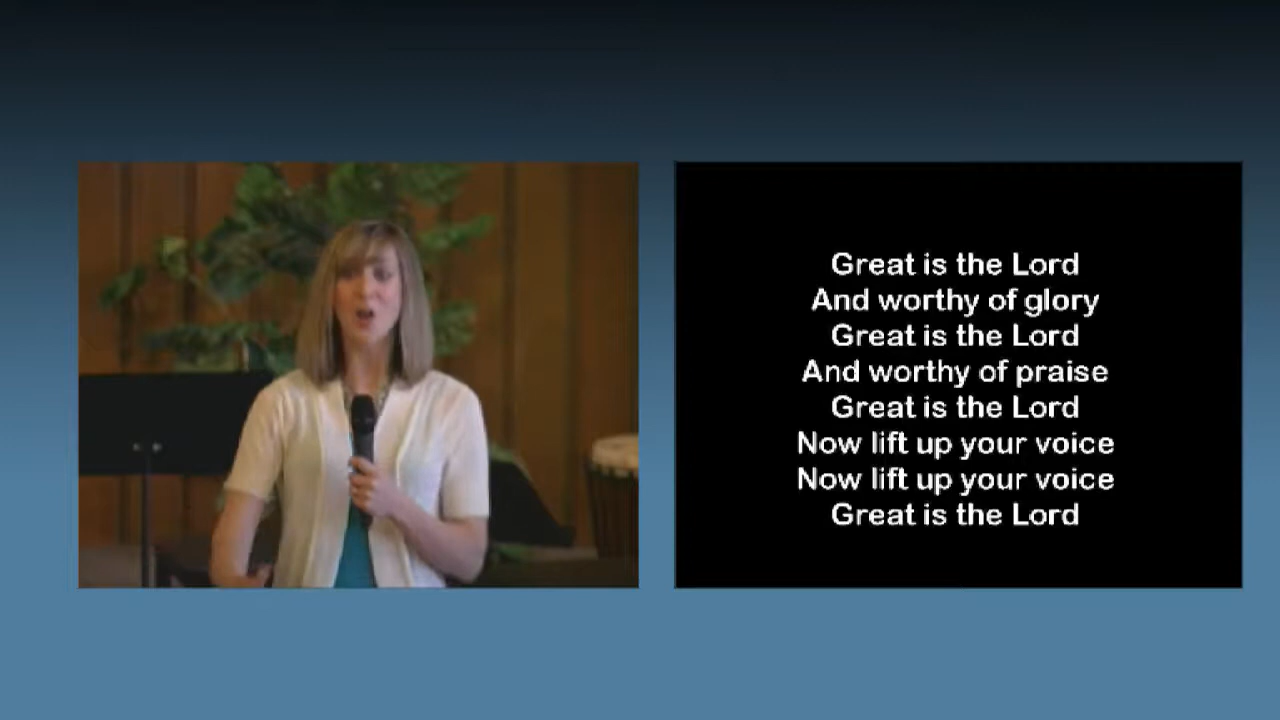 Great is the Lord
And worthy of glory
Great is the Lord
And worthy of praise
Great is the Lord
Now lift up your voice
Now lift up your voice
Great is the Lord